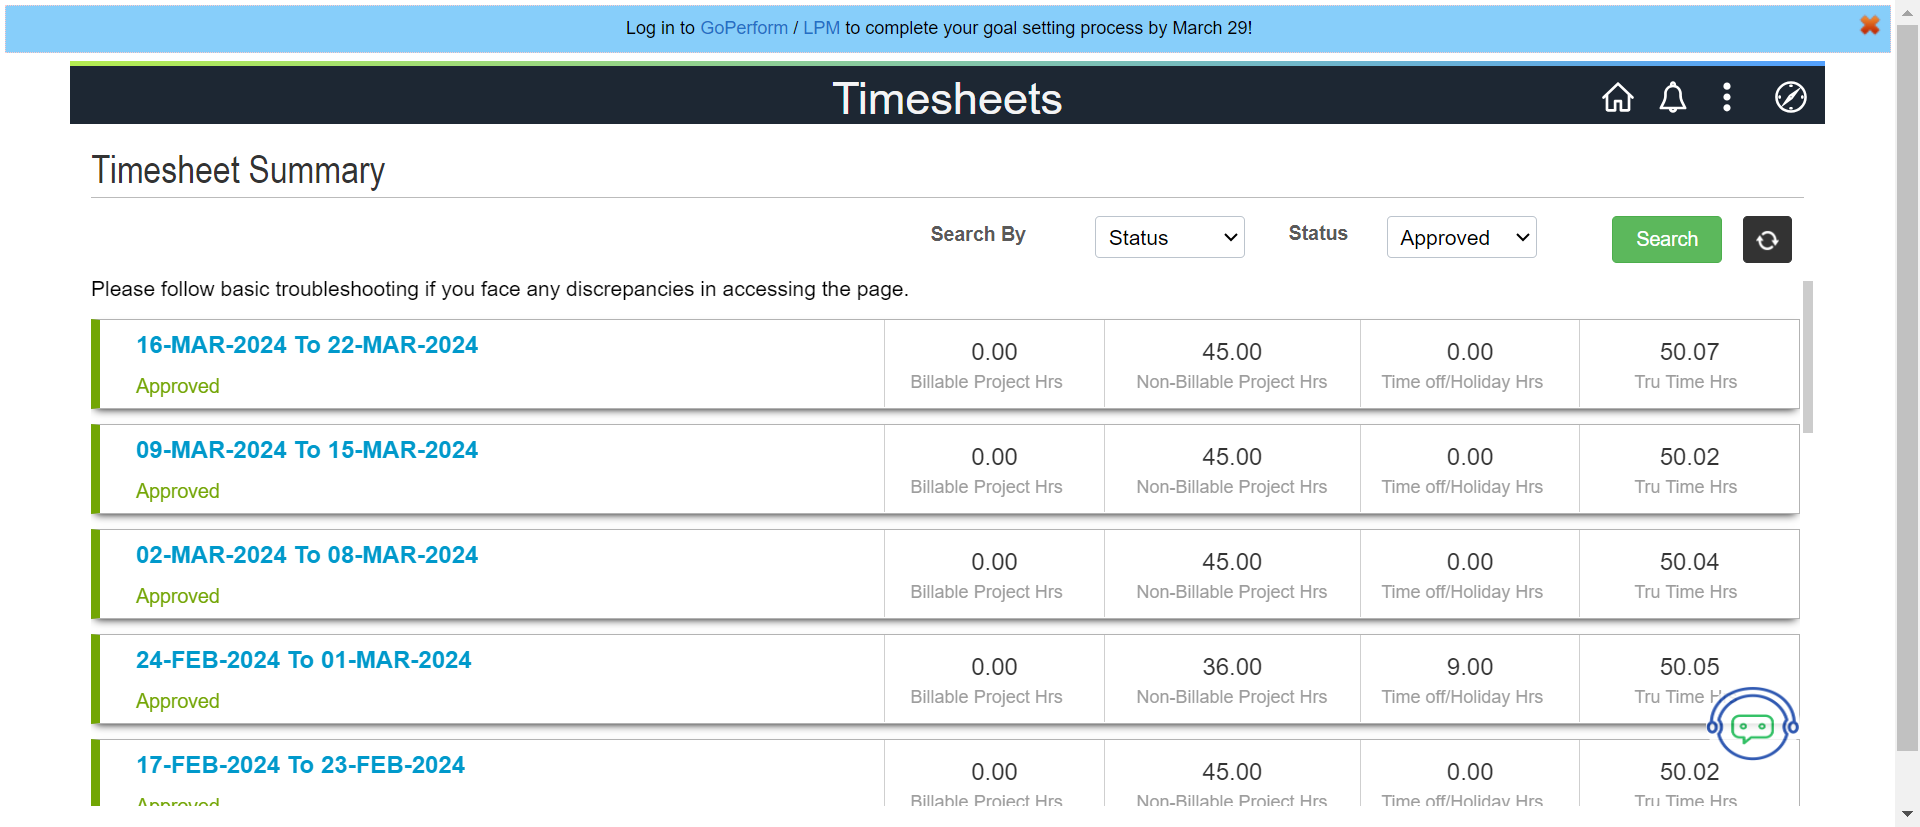 Log in to GoPerform / LPM to complete your goal setting process by March 29!
Timesheets
Timesheet Summary
Search By Status Status Approved Search
Please follow basic troubleshooting if you face any discrepancies in accessing the page.
16-MAR-2024 To 22-MAR-2024
Approved
0.00 45.00 0.00 50.07
Billable Project Hrs Non-Billable Project Hrs Time off/Holiday Hrs Tru Time Hrs
09-MAR-2024 To 15-MAR-2024
Approved
0.00 45.00 0.00 50.02
Billable Project Hrs Non-Billable Project Hrs Time off/Holiday Hrs Tru Time Hrs
02-MAR-2024 To 08-MAR-2024
Approved
0.00 45.00 0.00 50.04
Billable Project Hrs Non-Billable Project Hrs Time off/Holiday Hrs Tru Time Hrs
24-FEB-2024 To 01-MAR-2024
Approved
0.00 36.00 9.00 50.05
Billable Project Hrs Non-Billable Project Hrs Time off/Holiday Hrs Tru Time
17-FEB-2024 To 23-FEB-2024
Approved
0.00 45.00 0.00 50.02
Billable Project Hrs Non-Billable Project Hrs Time off/Holiday Hrs Tru Time Hrs